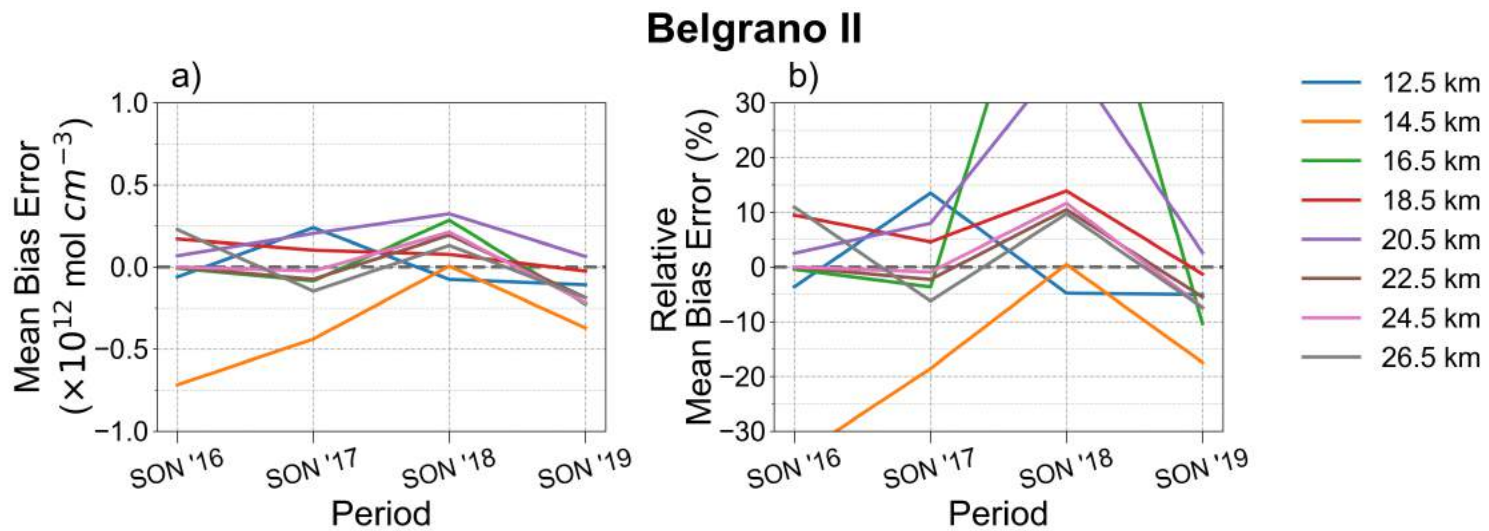 Belgrano II
a)
Mean Bias Error
(×10¹² mol cm⁻³)
1.0
0.5
0.0
−0.5
−1.0
SON '16
SON '17
SON '18
SON '19
Period
b)
Relative
Mean Bias Error (%)
30
20
10
0
−10
−20
−30
SON '16
SON '17
SON '18
SON '19
Period
12.5 km
14.5 km
16.5 km
18.5 km
20.5 km
22.5 km
24.5 km
26.5 km